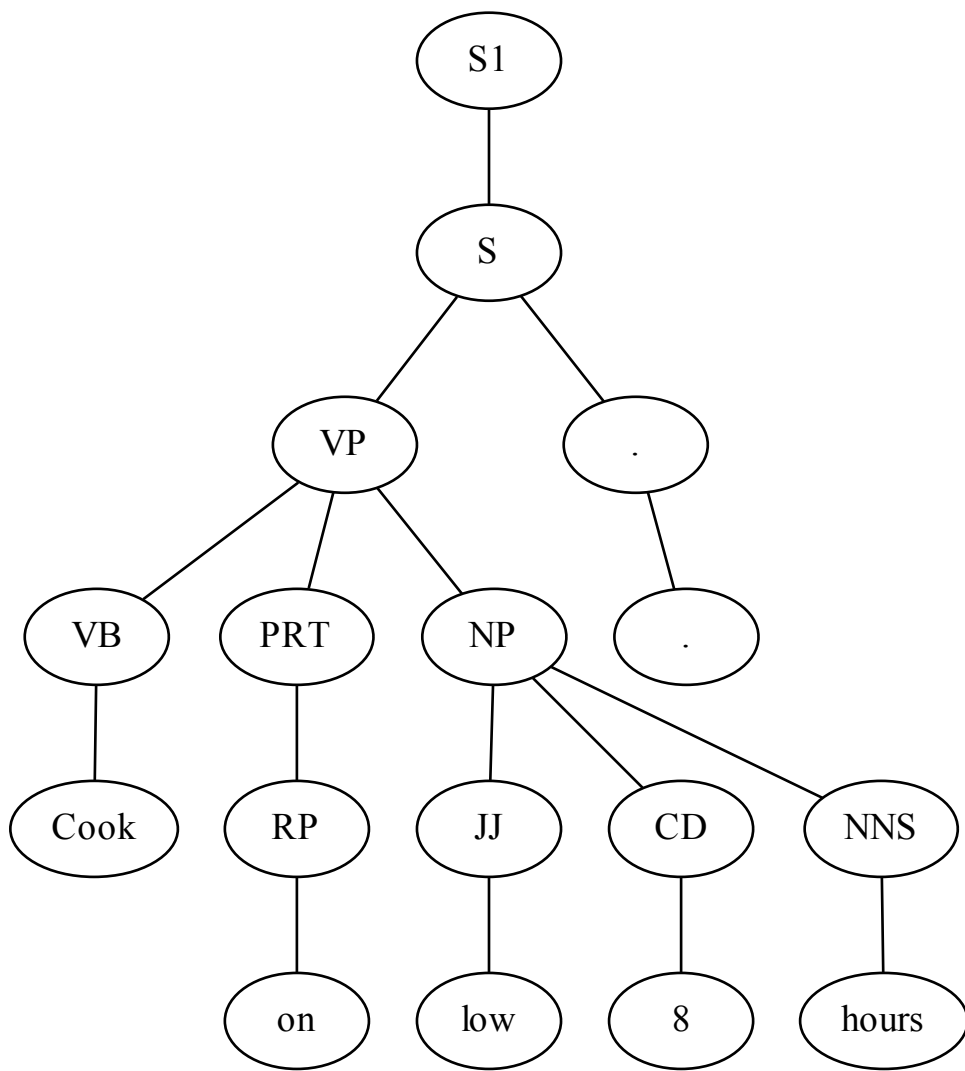 S1
S
VP .
VB PRT NP .
Cook RP JJ CD NNS
on low 8 hours